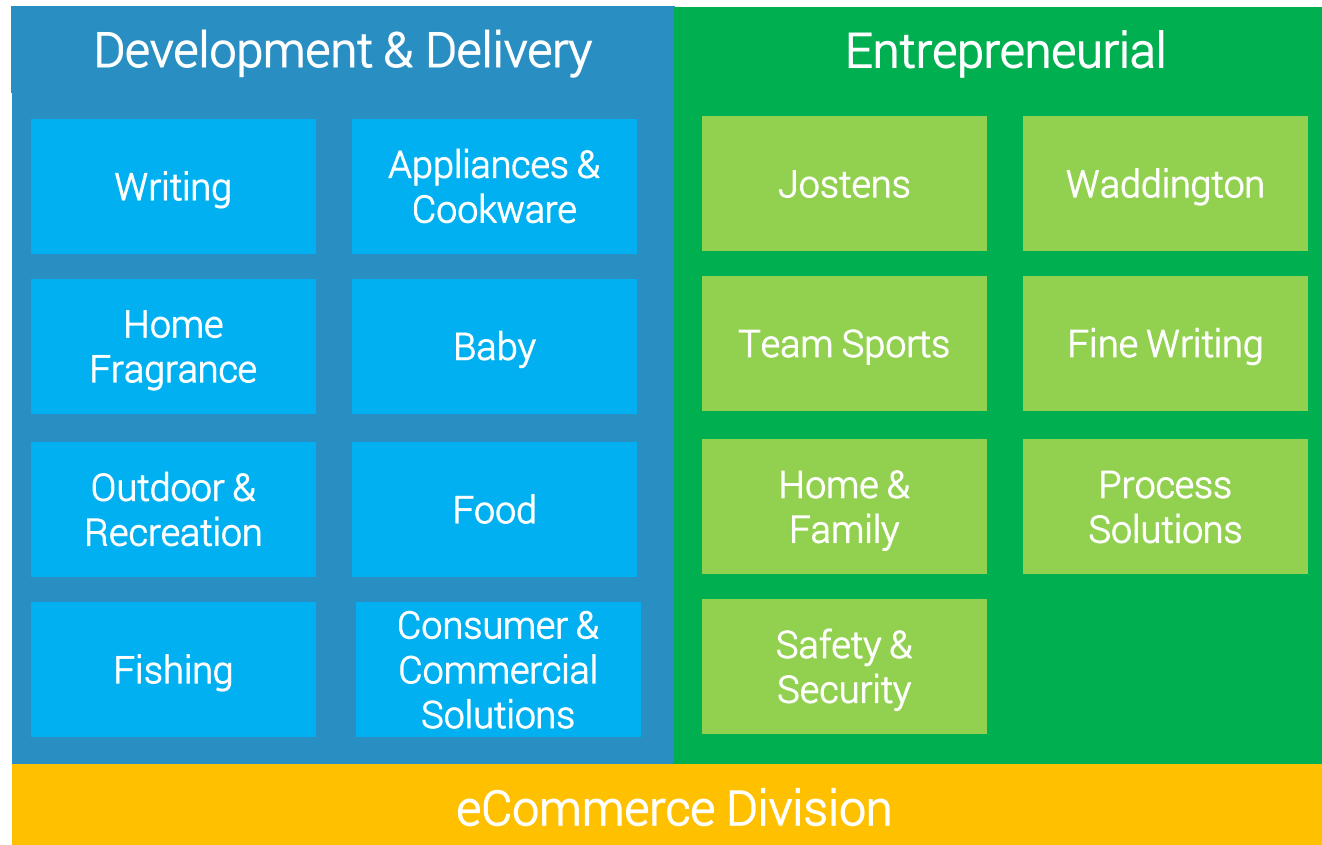 Development & Delivery
Writing
Appliances &
Cookware
Home
Fragrance
Baby
Outdoor &
Recreation
Food
Fishing
Consumer &
Commercial
Solutions
Entrepreneurial
Jostens
Waddington
Team Sports
Fine Writing
Home &
Family
Process
Solutions
Safety &
Security
eCommerce Division